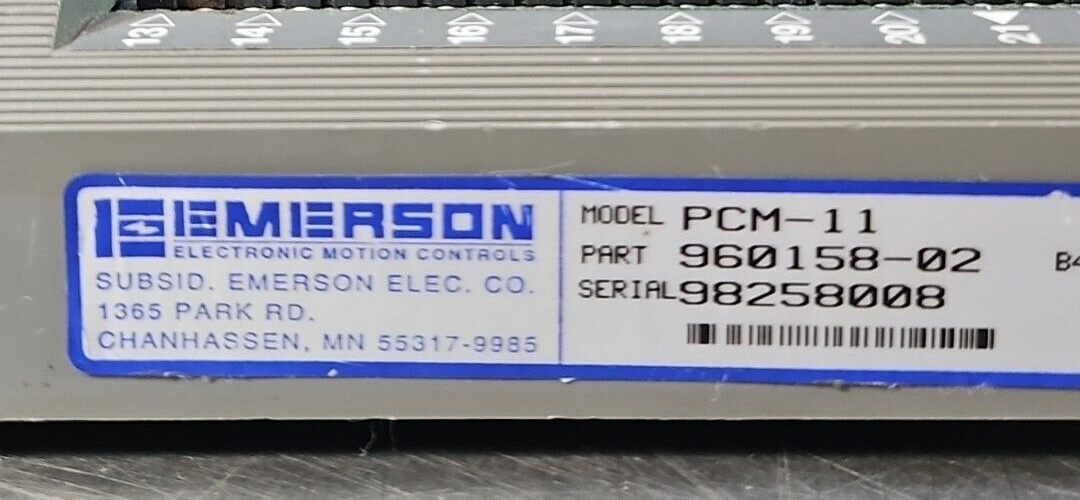 13 14 15 16 17 18 19 20 21
EMERSON
ELECTRONIC MOTION CONTROLS
SUBSID. EMERSON ELEC. CO.
1365 PARK RD.
CHANHASSEN, MN 55317-9985
MODEL PCM-11
PART 960158-02
SERIAL 98258008